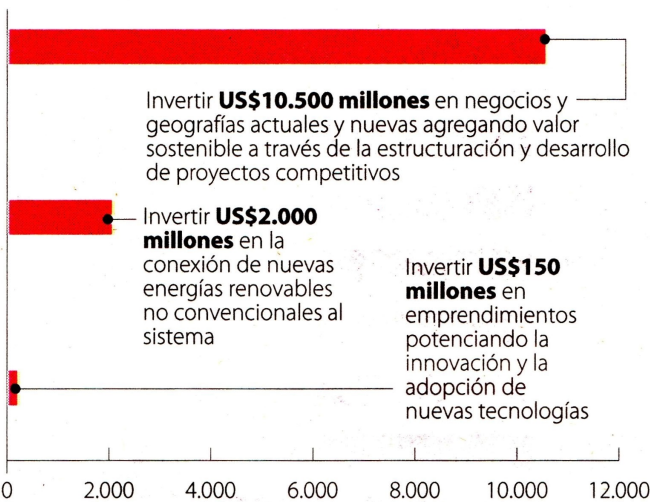 Invertir US$10.500 millones en negocios y
geografías actuales y nuevas agregando valor
sostenible a través de la estructuración y desarrollo
de proyectos competitivos
Invertir US$2.000
millones en la
conexión de nuevas
energías renovables
no convencionales al
sistema
Invertir US$150
millones en
emprendimientos
potenciando la
innovación y la
adopción de
nuevas tecnologías
0 2.000 4.000 6.000 8.000 10.000 12.000